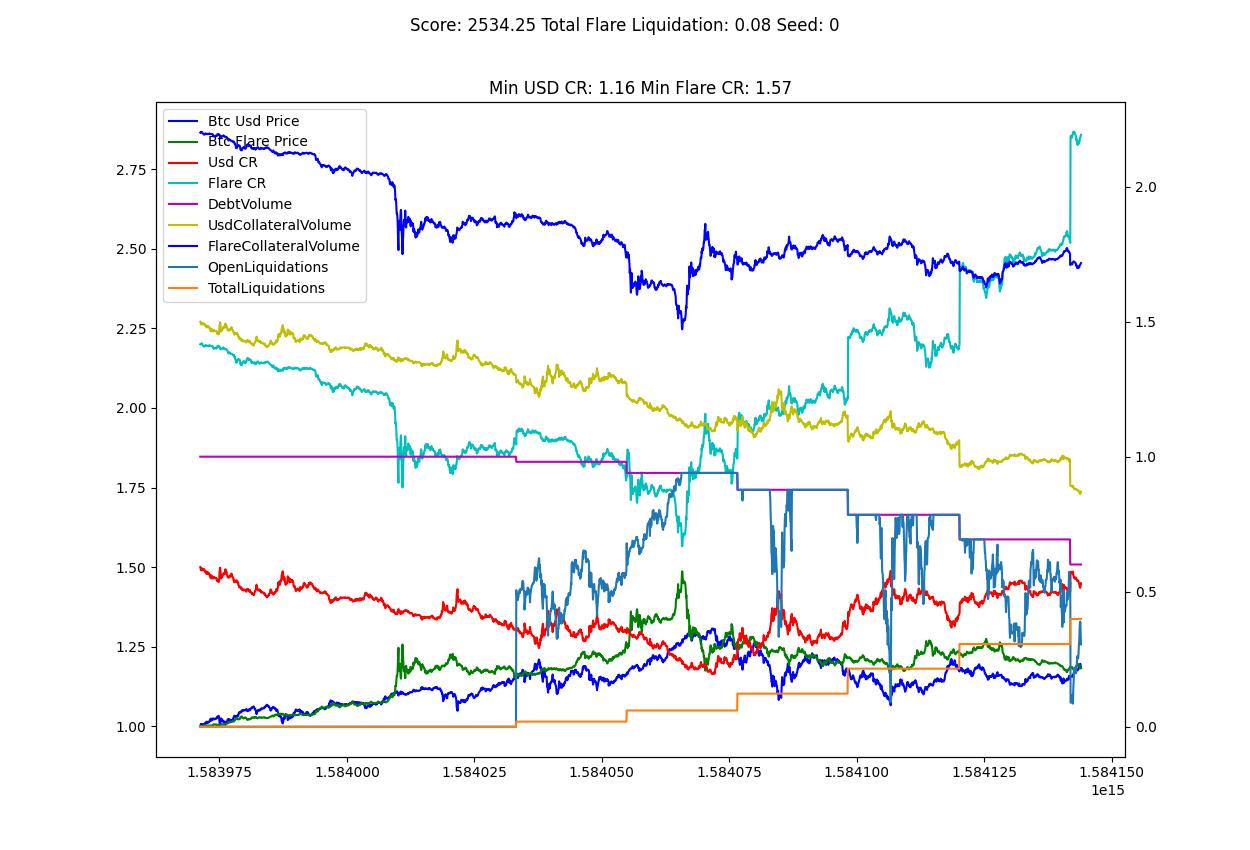 Score: 2534.25 Total Flare Liquidation: 0.08 Seed: 0
Min USD CR: 1.16 Min Flare CR: 1.57
Btc Usd Price
Btc Flare Price
Usd CR
Flare CR
DebtVolume
UsdCollateralVolume
FlareCollateralVolume
OpenLiquidations
TotalLiquidations
2.75
2.50
2.25
2.00
1.75
1.50
1.25
1.00
2.0
1.5
1.0
0.5
0.0
1.583975 1.584000 1.584025 1.584050 1.584075 1.584100 1.584125 1.584150
1e15